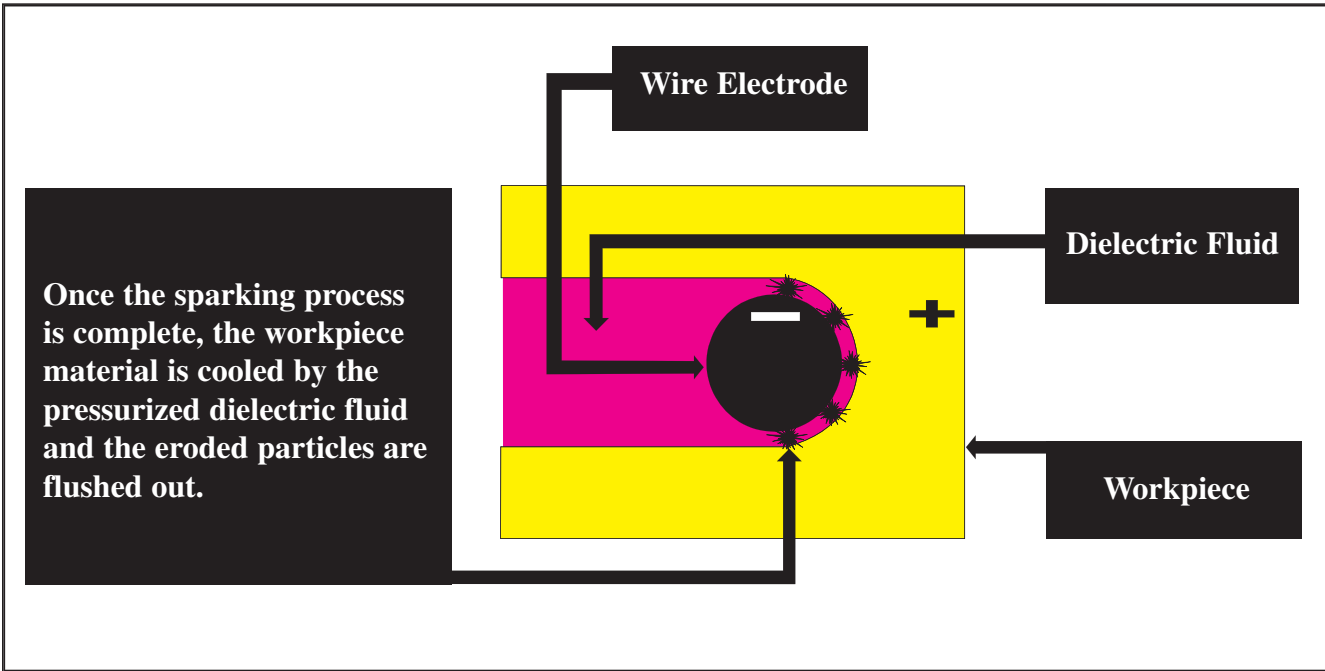 Wire Electrode
Dielectric Fluid
Once the sparking process
is complete, the workpiece
material is cooled by the
pressurized dielectric fluid
and the eroded particles are
flushed out.
+
Workpiece